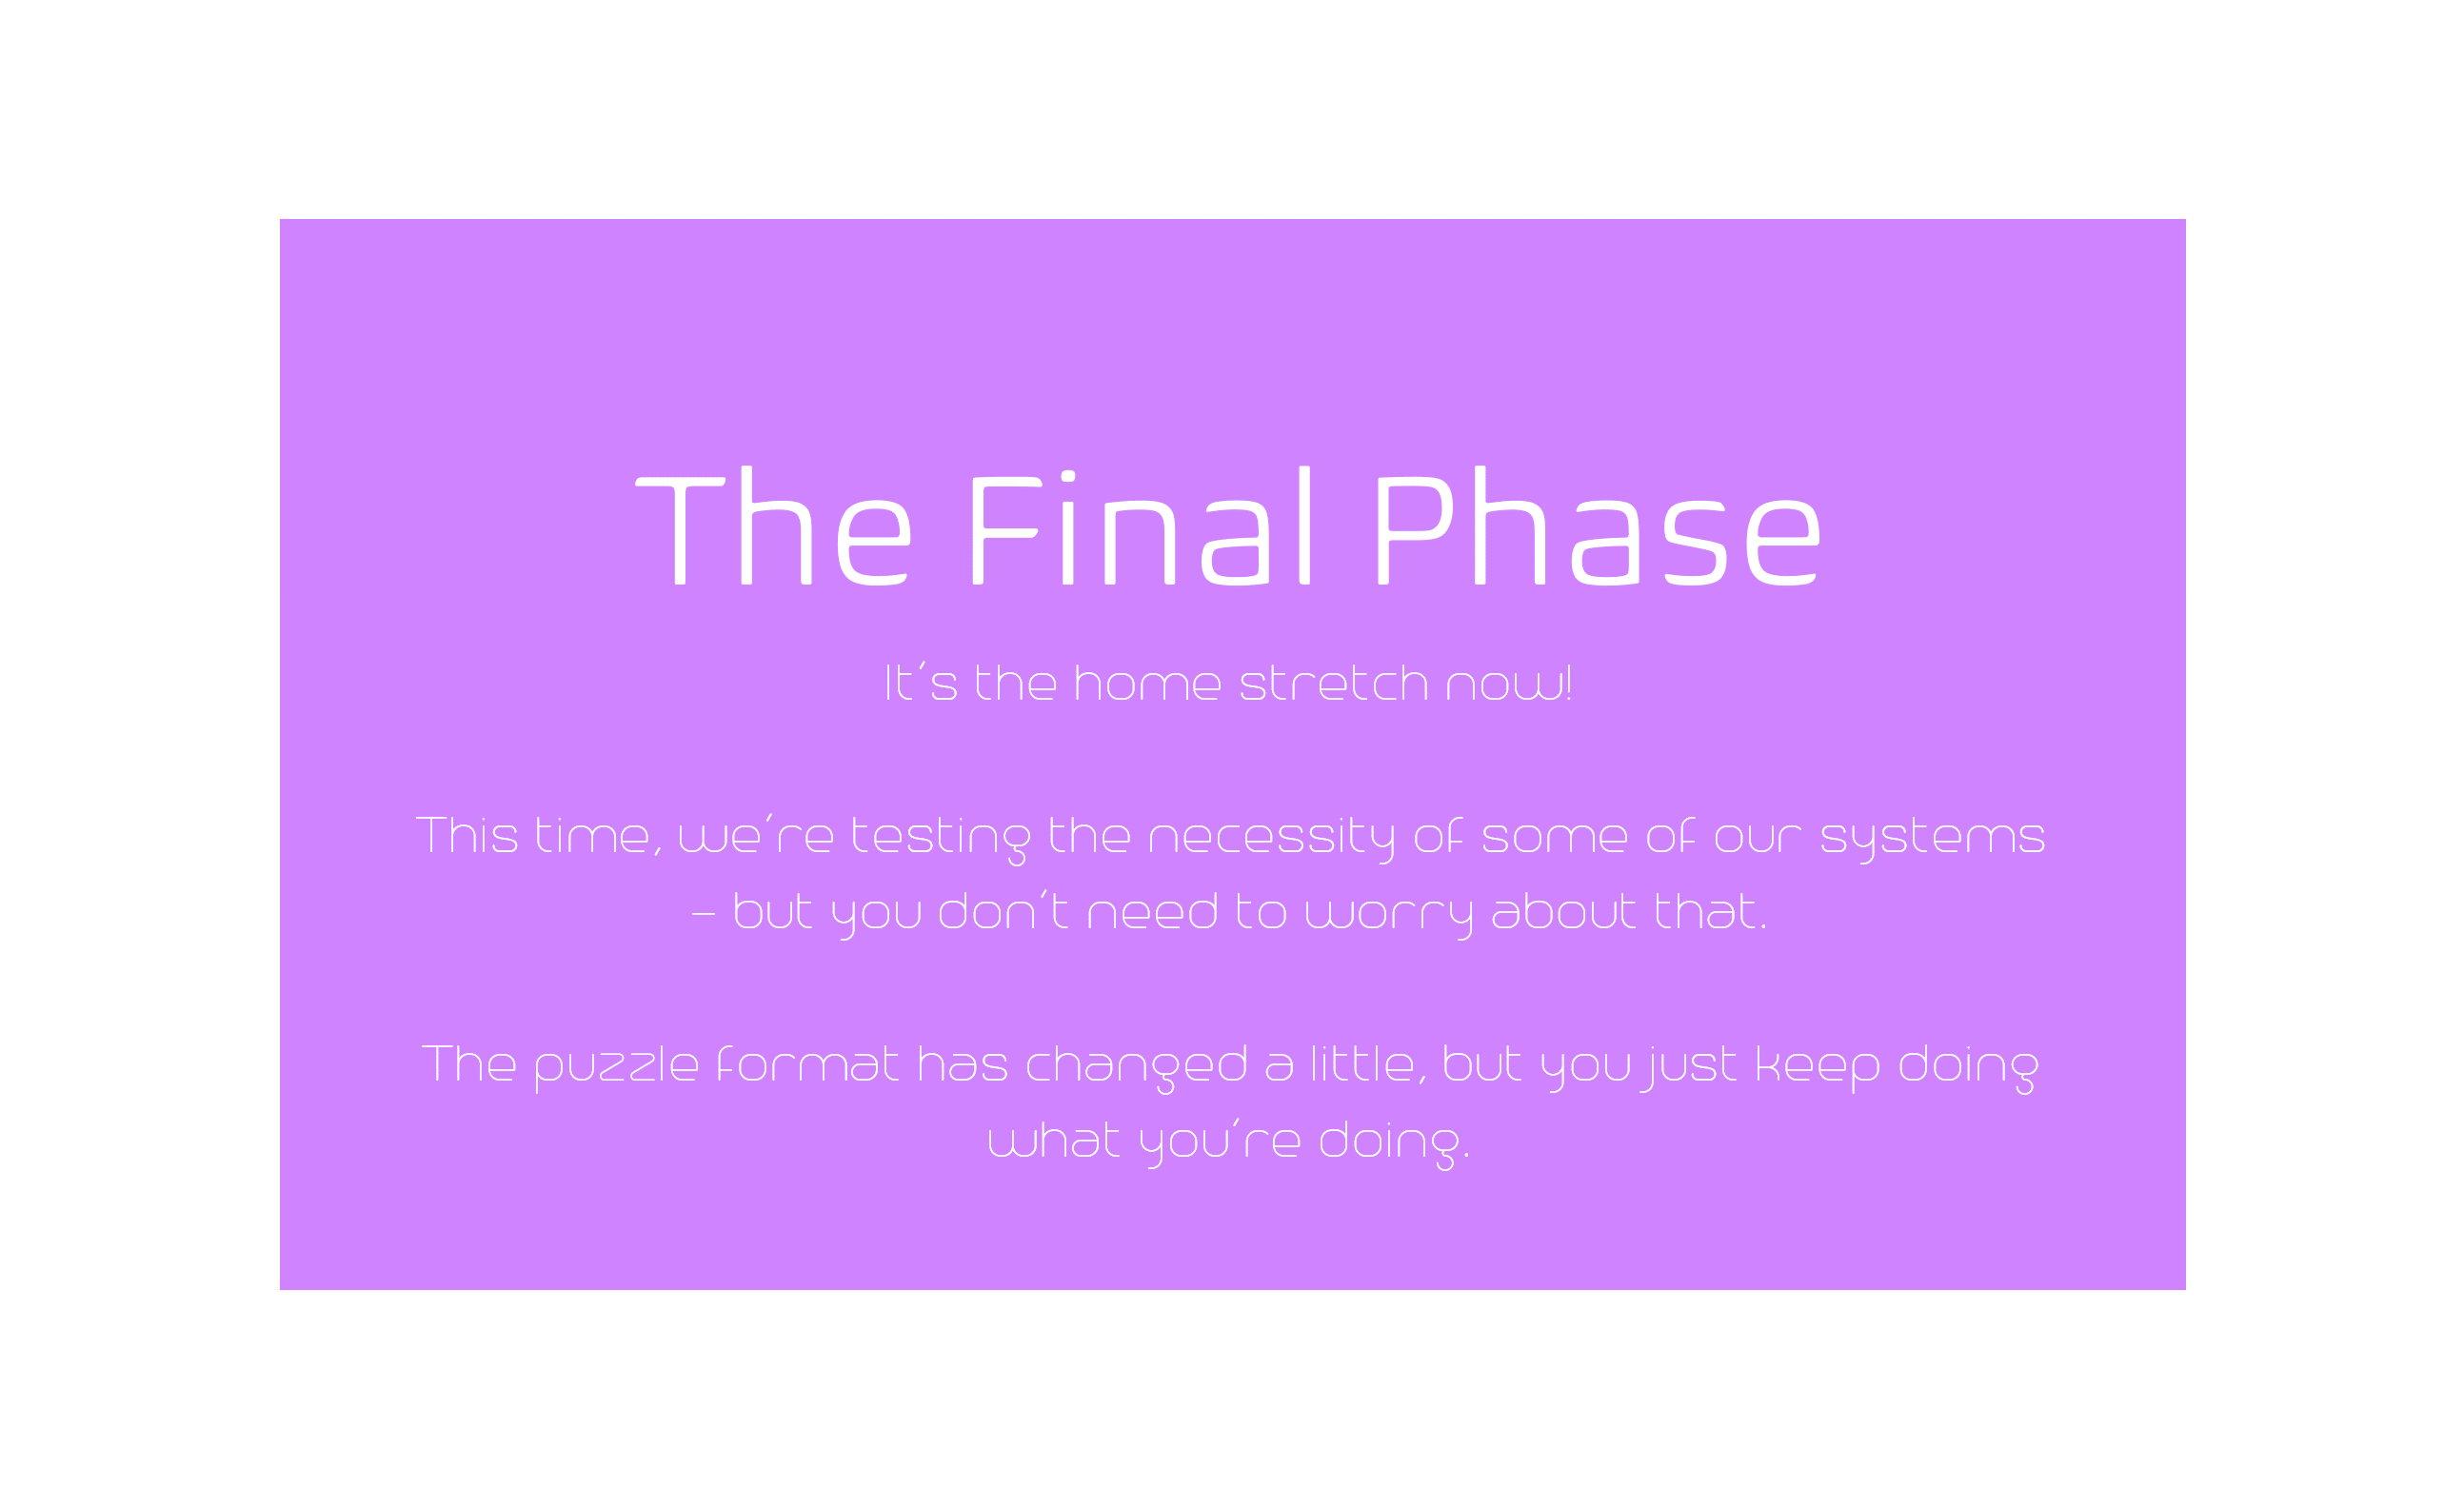 The Final Phase
It's the home stretch now!
This time, we're testing the necessity of some of our systems
– but you don't need to worry about that.
The puzzle format has changed a little, but you just keep doing
what you're doing.